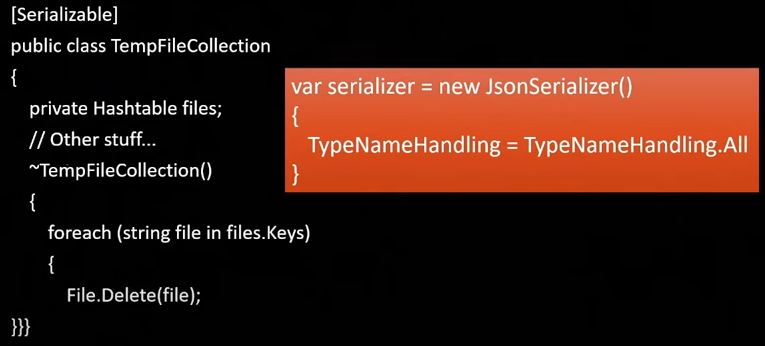 [Serializable]
public class TempFileCollection
{
private Hashtable files;
// Other stuff...
~TempFileCollection()
{
foreach (string file in files.Keys)
{
File.Delete(file);
}}}
var serializer = new JsonSerializer()
{
TypeNameHandling = TypeNameHandling.All
}